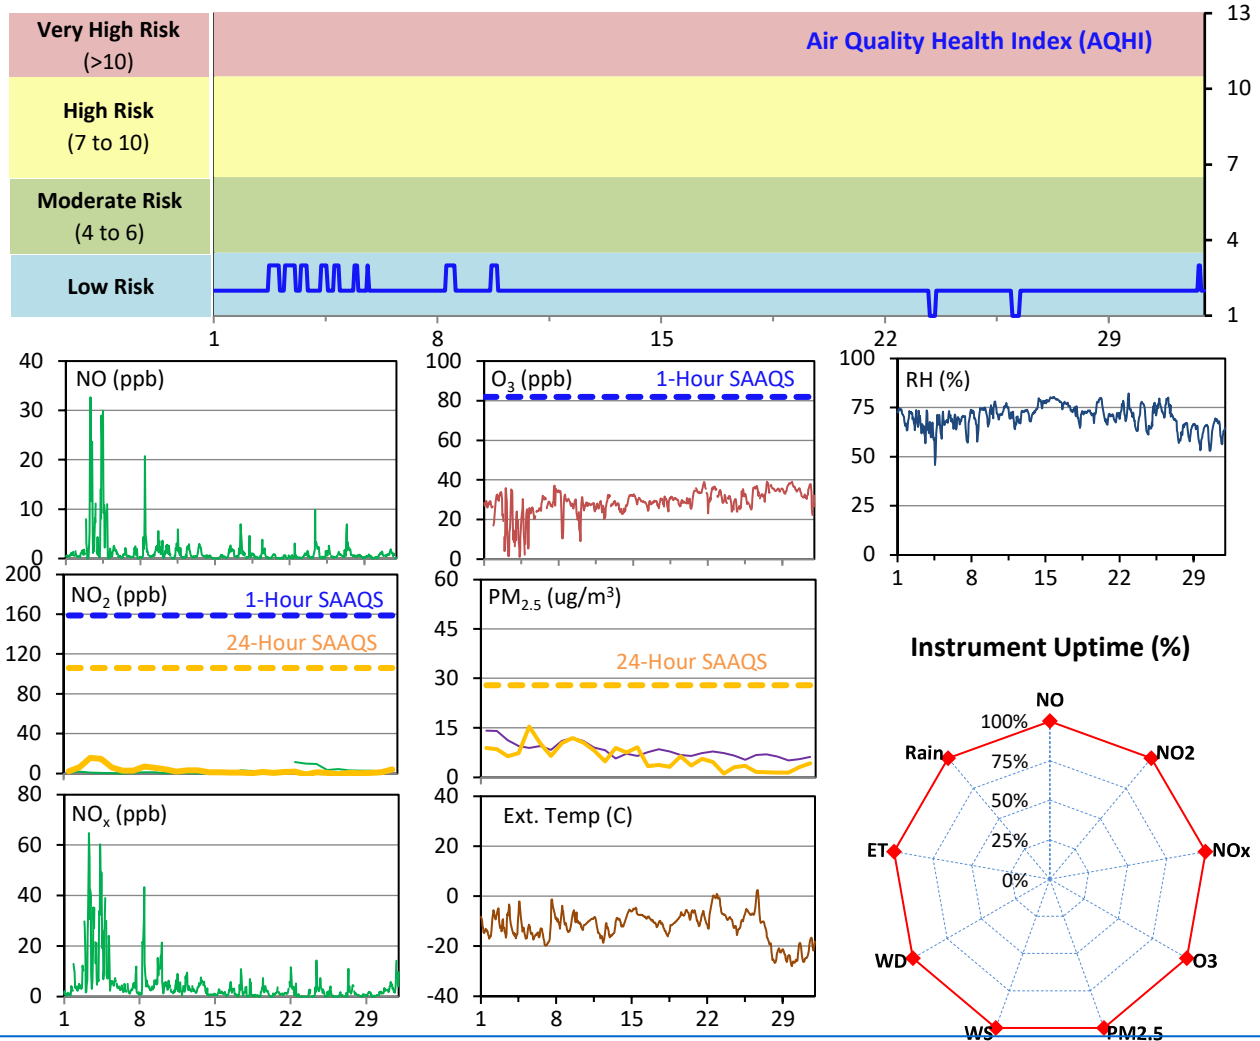 Very High Risk
(>10)
High Risk
(7 to 10)
Moderate Risk
(4 to 6)
Low Risk
Air Quality Health Index (AQHI)
13
10
7
4
1
1 8 15 22 29
NO (ppb)
40
30
20
10
0
O3 (ppb)
1-Hour SAAQS
100
80
60
40
20
0
RH (%)
100
75
50
25
0
1 8 15 22 29
NO2 (ppb)
1-Hour SAAQS
24-Hour SAAQS
200
160
120
80
40
0
PM2.5 (ug/m3)
24-Hour SAAQS
60
45
30
15
0
NOx (ppb)
80
60
40
20
0
1 8 15 22 29
Ext. Temp (C)
40
20
0
-20
-40
1 8 15 22 29
Instrument Uptime (%)
NO
100%
75%
50%
25%
0%
NO2
NOx
O3
PM2.5
WS
WD
ET
Rain